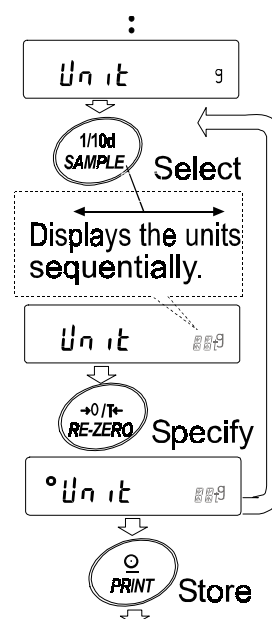 :
Unit g
1/10d
SAMPLE
Select
Displays the units
sequentially.
Unit g
→0/T←
RE-ZERO
Specify
°Unit g
PRINT
Store